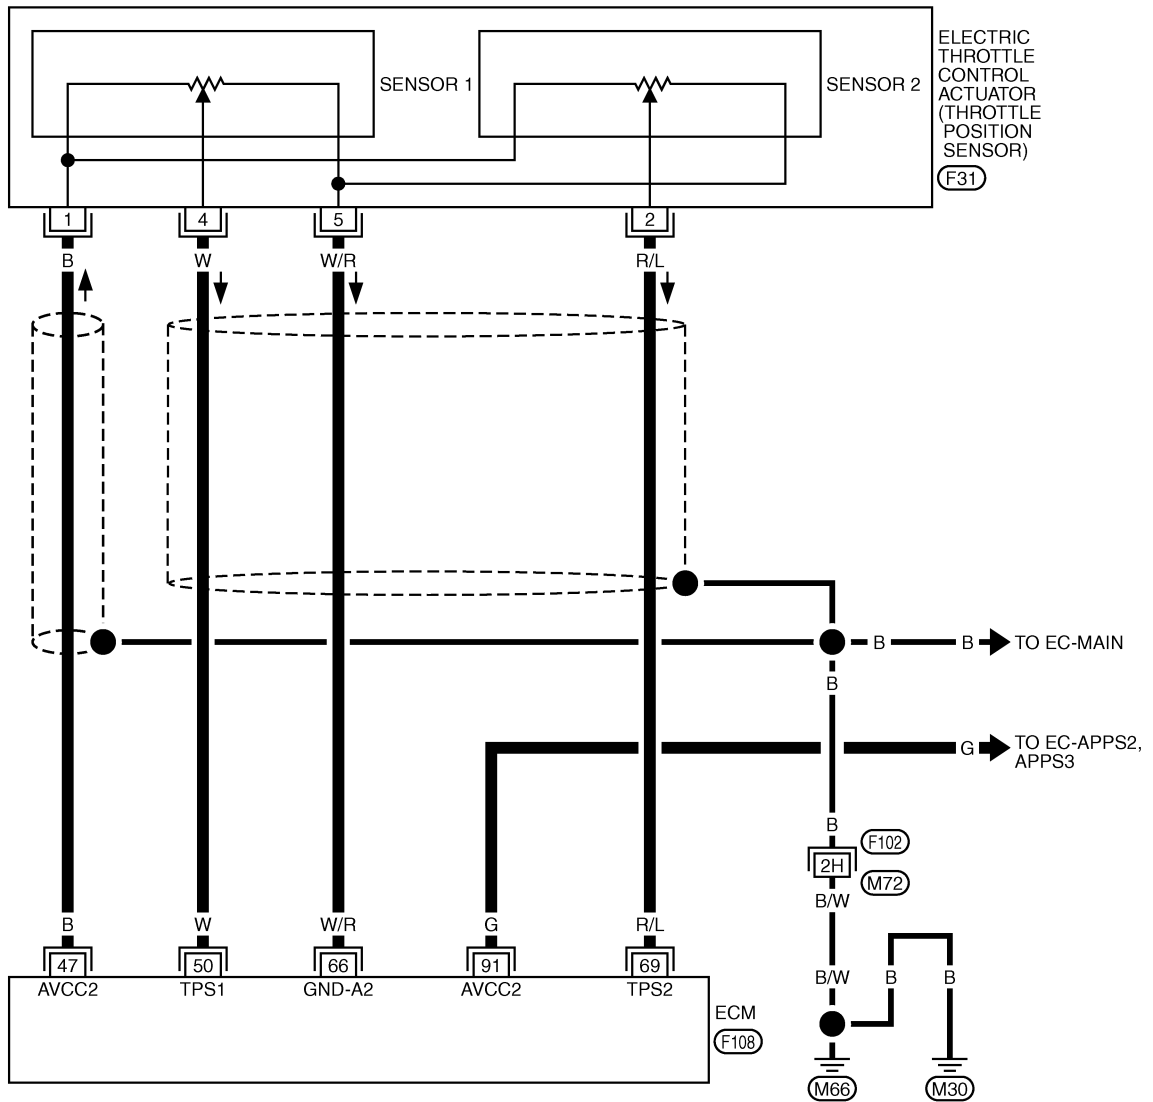 SENSOR 1
SENSOR 2
ELECTRIC
THROTTLE
CONTROL
ACTUATOR
(THROTTLE
POSITION
SENSOR)
F31
1
4
5
2
B
W
W/R
R/L
B
B
TO EC-MAIN
B
G
TO EC-APPS2,
APPS3
B
F102
2H
M72
B/W
B
W
W/R
G
R/L
47
50
66
91
69
AVCC2
TPS1
GND-A2
AVCC2
TPS2
B/W
B
B
ECM
F108
M66
M30